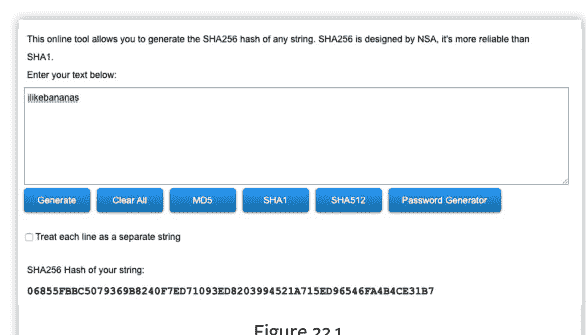 This online tool allows you to generate the SHA256 hash of any string. SHA256 is designed by NSA, it's more reliable than
SHA1.
Enter your text below:
ilikebananas
Generate Clear All MD5 SHA1 SHA512 Password Generator
Treat each line as a separate string
SHA256 Hash of your string:
06855FBBC5079369B8240F7ED71093ED8203994521A715ED96546FA4B4CE31B7
Figure 22.1